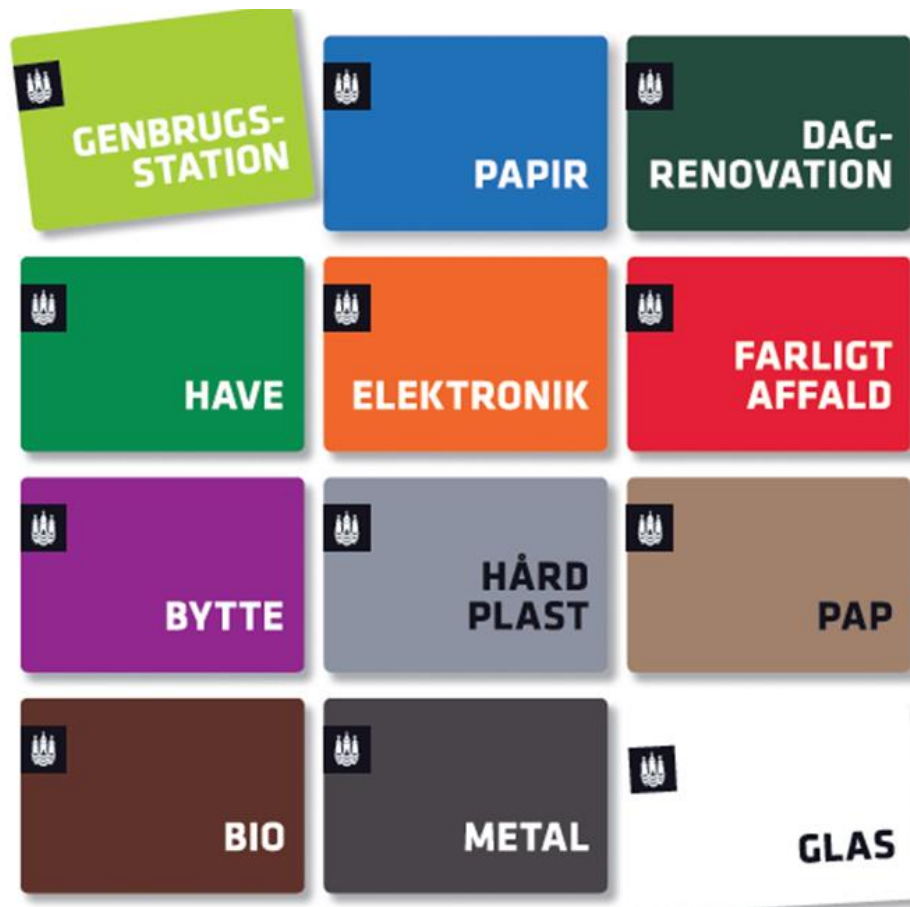 GENBRUGS-
STATION
PAPIR
DAG-
RENOVATION
HAVE
ELEKTRONIK
FARLIGT
AFFALD
BYTTE
HÅRD
PLAST
PAP
BIO
METAL
GLAS